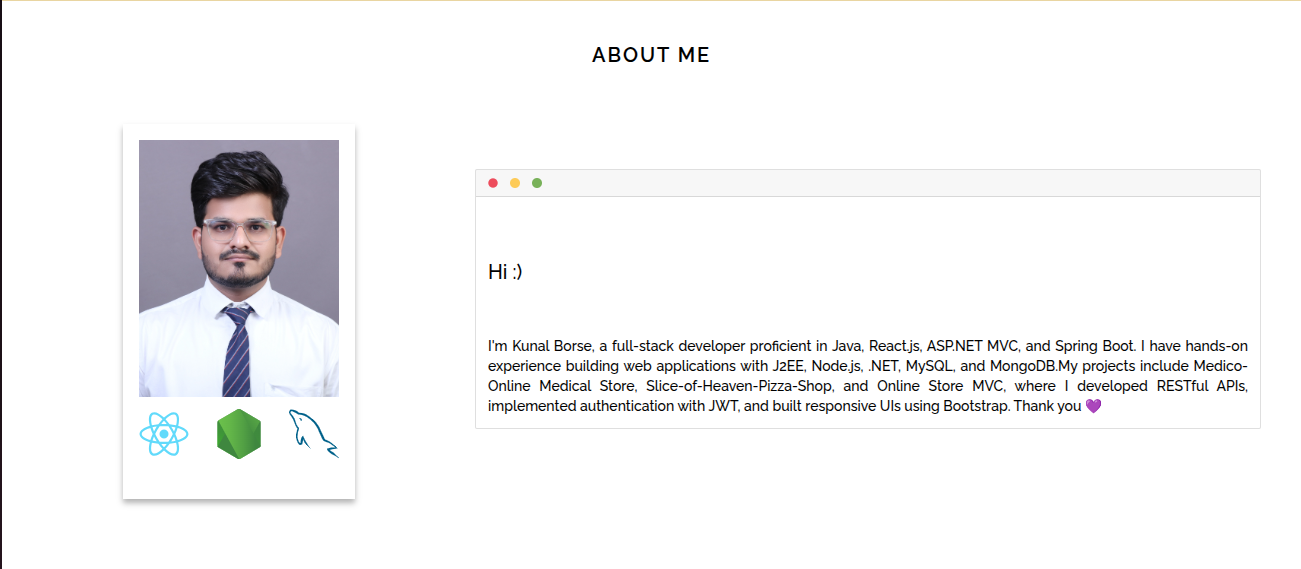 ABOUT ME
Hi :)
I'm Kunal Borse, a full-stack developer proficient in Java, React.js, ASP.NET MVC, and Spring Boot. I have hands-on
experience building web applications with J2EE, Node.js, .NET, MySQL, and MongoDB.My projects include Medico-
Online Medical Store, Slice-of-Heaven-Pizza-Shop, and Online Store MVC, where I developed RESTful APIs,
implemented authentication with JWT, and built responsive UIs using Bootstrap. Thank you 💜